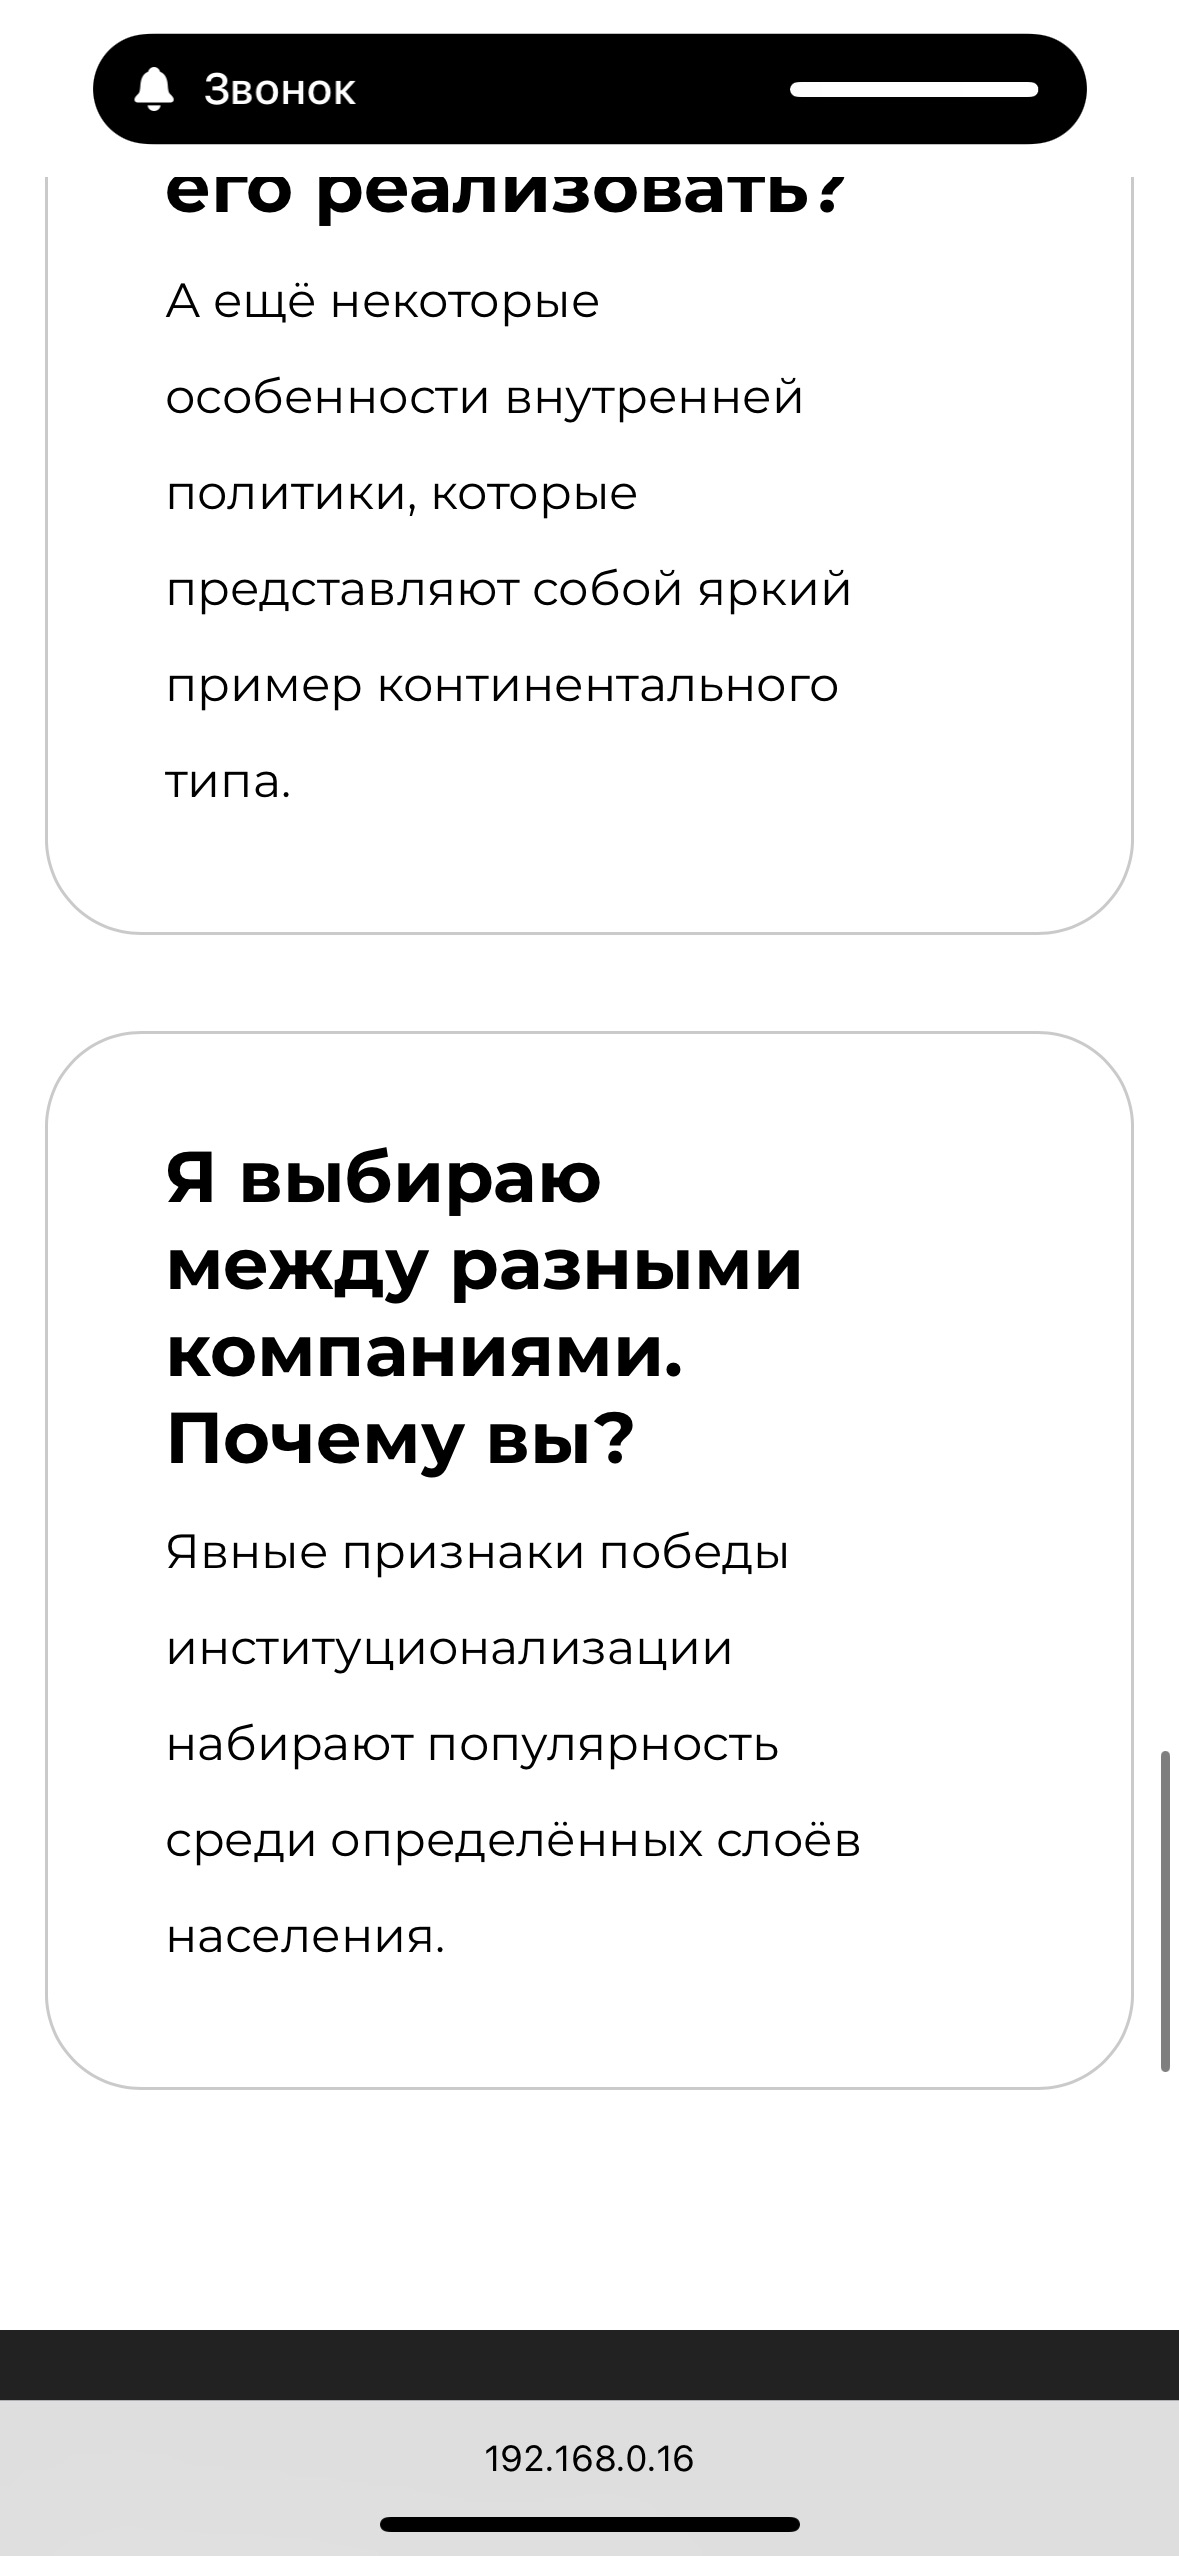 Звонок
его реализовать?
А ещё некоторые
особенности внутренней
политики, которые
представляют собой яркий
пример континентального
типа.
Я выбираю
между разными
компаниями.
Почему вы?
Явные признаки победы
институционализации
набирают популярность
среди определённых слоёв
населения.
192.168.0.16